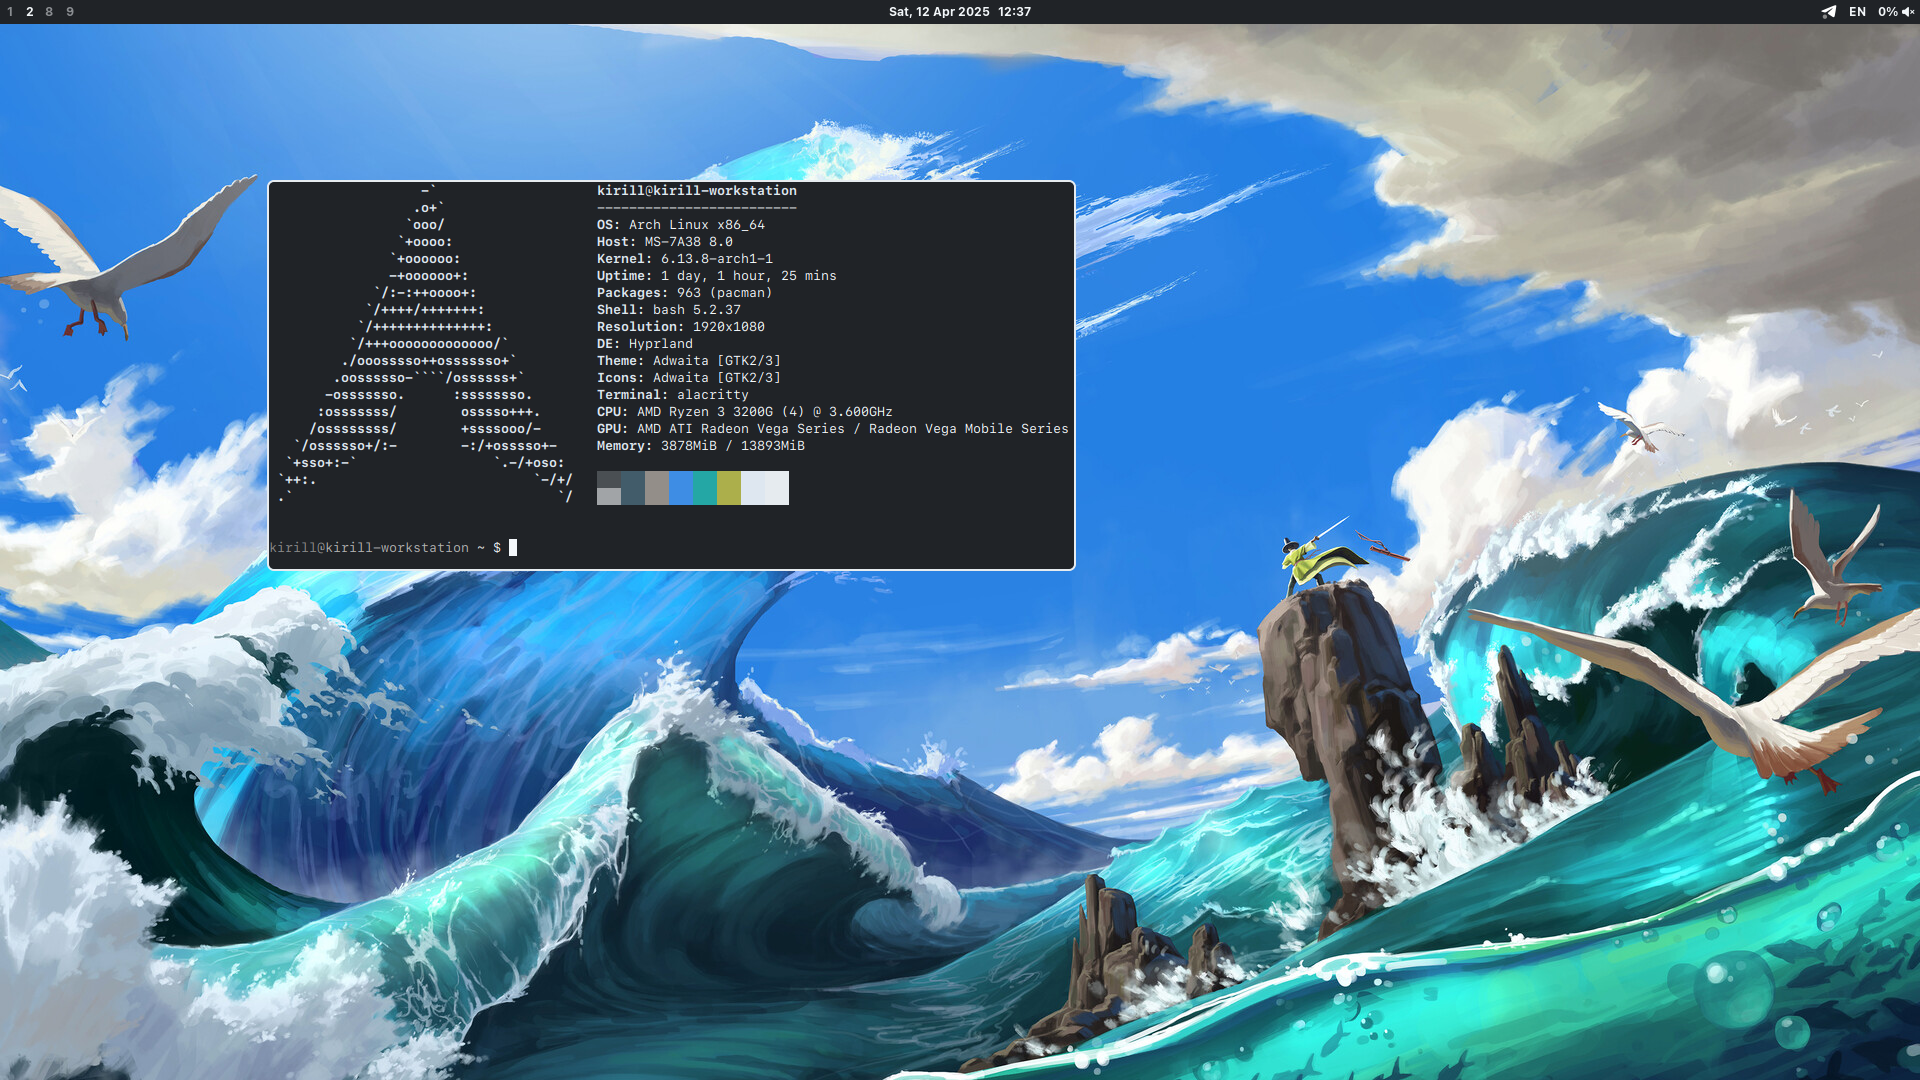 1 2 8 9
Sat, 12 Apr 2025 12:37
EN 0%
-`
.o+`
`ooo/
`+oooo:
`+oooooo:
-+oooooo+:
`/:-:++oooo+:
`/++++/+++++++:
`/++++++++++++++:
`/+++ooooooooooooo/`
./ooosssso++osssssso+`
.oossssso-````/ossssss+`
-osssssso.      :ssssssso.
:osssssss/        osssso+++.
/ossssssss/        +ssssooo/-
`/ossssso+/:-        -:/+osssso+-
`+sso+:-`                 `.-/+oso:
`++:.                           `-/+/
.`                                 `/
kirill@kirill-workstation
-------------------------
OS: Arch Linux x86_64
Host: MS-7A38 8.0
Kernel: 6.13.8-arch1-1
Uptime: 1 day, 1 hour, 25 mins
Packages: 963 (pacman)
Shell: bash 5.2.37
Resolution: 1920x1080
DE: Hyprland
Theme: Adwaita [GTK2/3]
Icons: Adwaita [GTK2/3]
Terminal: alacritty
CPU: AMD Ryzen 3 3200G (4) @ 3.600GHz
GPU: AMD ATI Radeon Vega Series / Radeon Vega Mobile Series
Memory: 3878MiB / 13893MiB
kirill@kirill-workstation ~ $